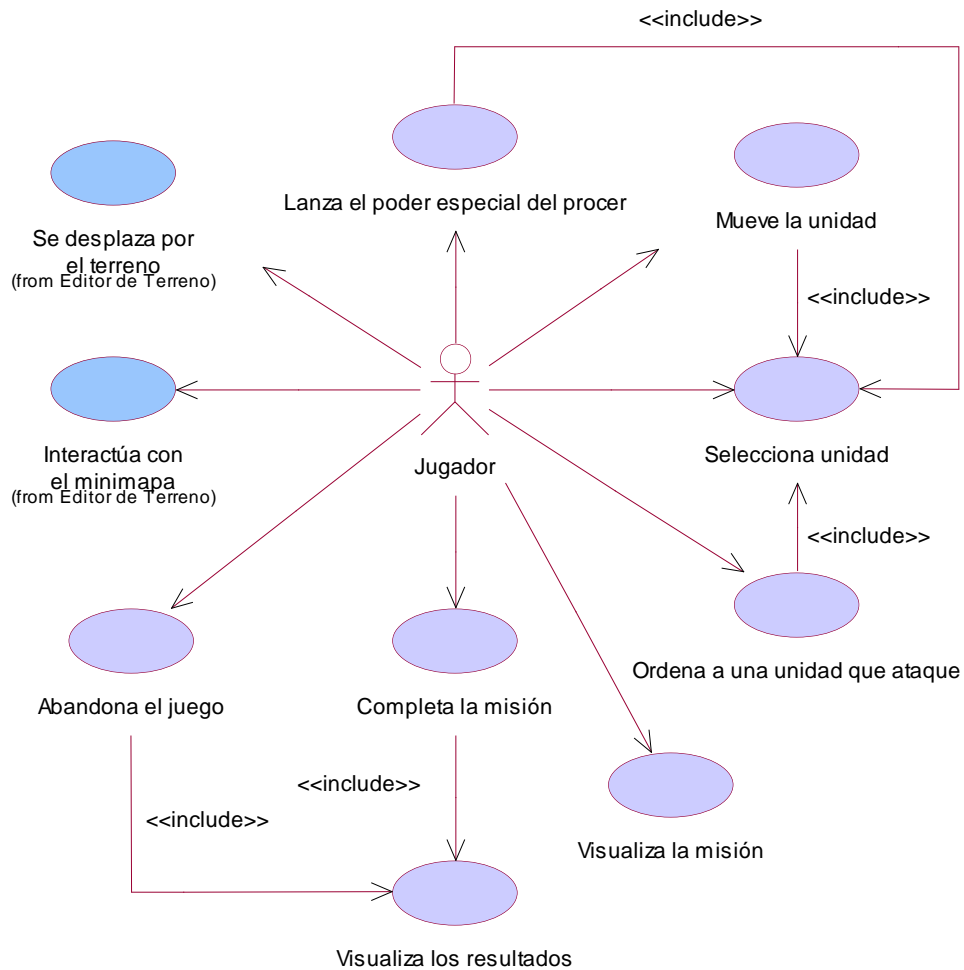 <<include>>
Lanza el poder especial del procer
Mueve la unidad
Se desplaza por
el terreno
(from Editor de Terreno)
<<include>>
Interactúa con
el minimapa
(from Editor de Terreno)
Jugador
Selecciona unidad
<<include>>
Ordena a una unidad que ataque
Abandona el juego
Completa la misión
<<include>>
<<include>>
Visualiza la misión
Visualiza los resultados